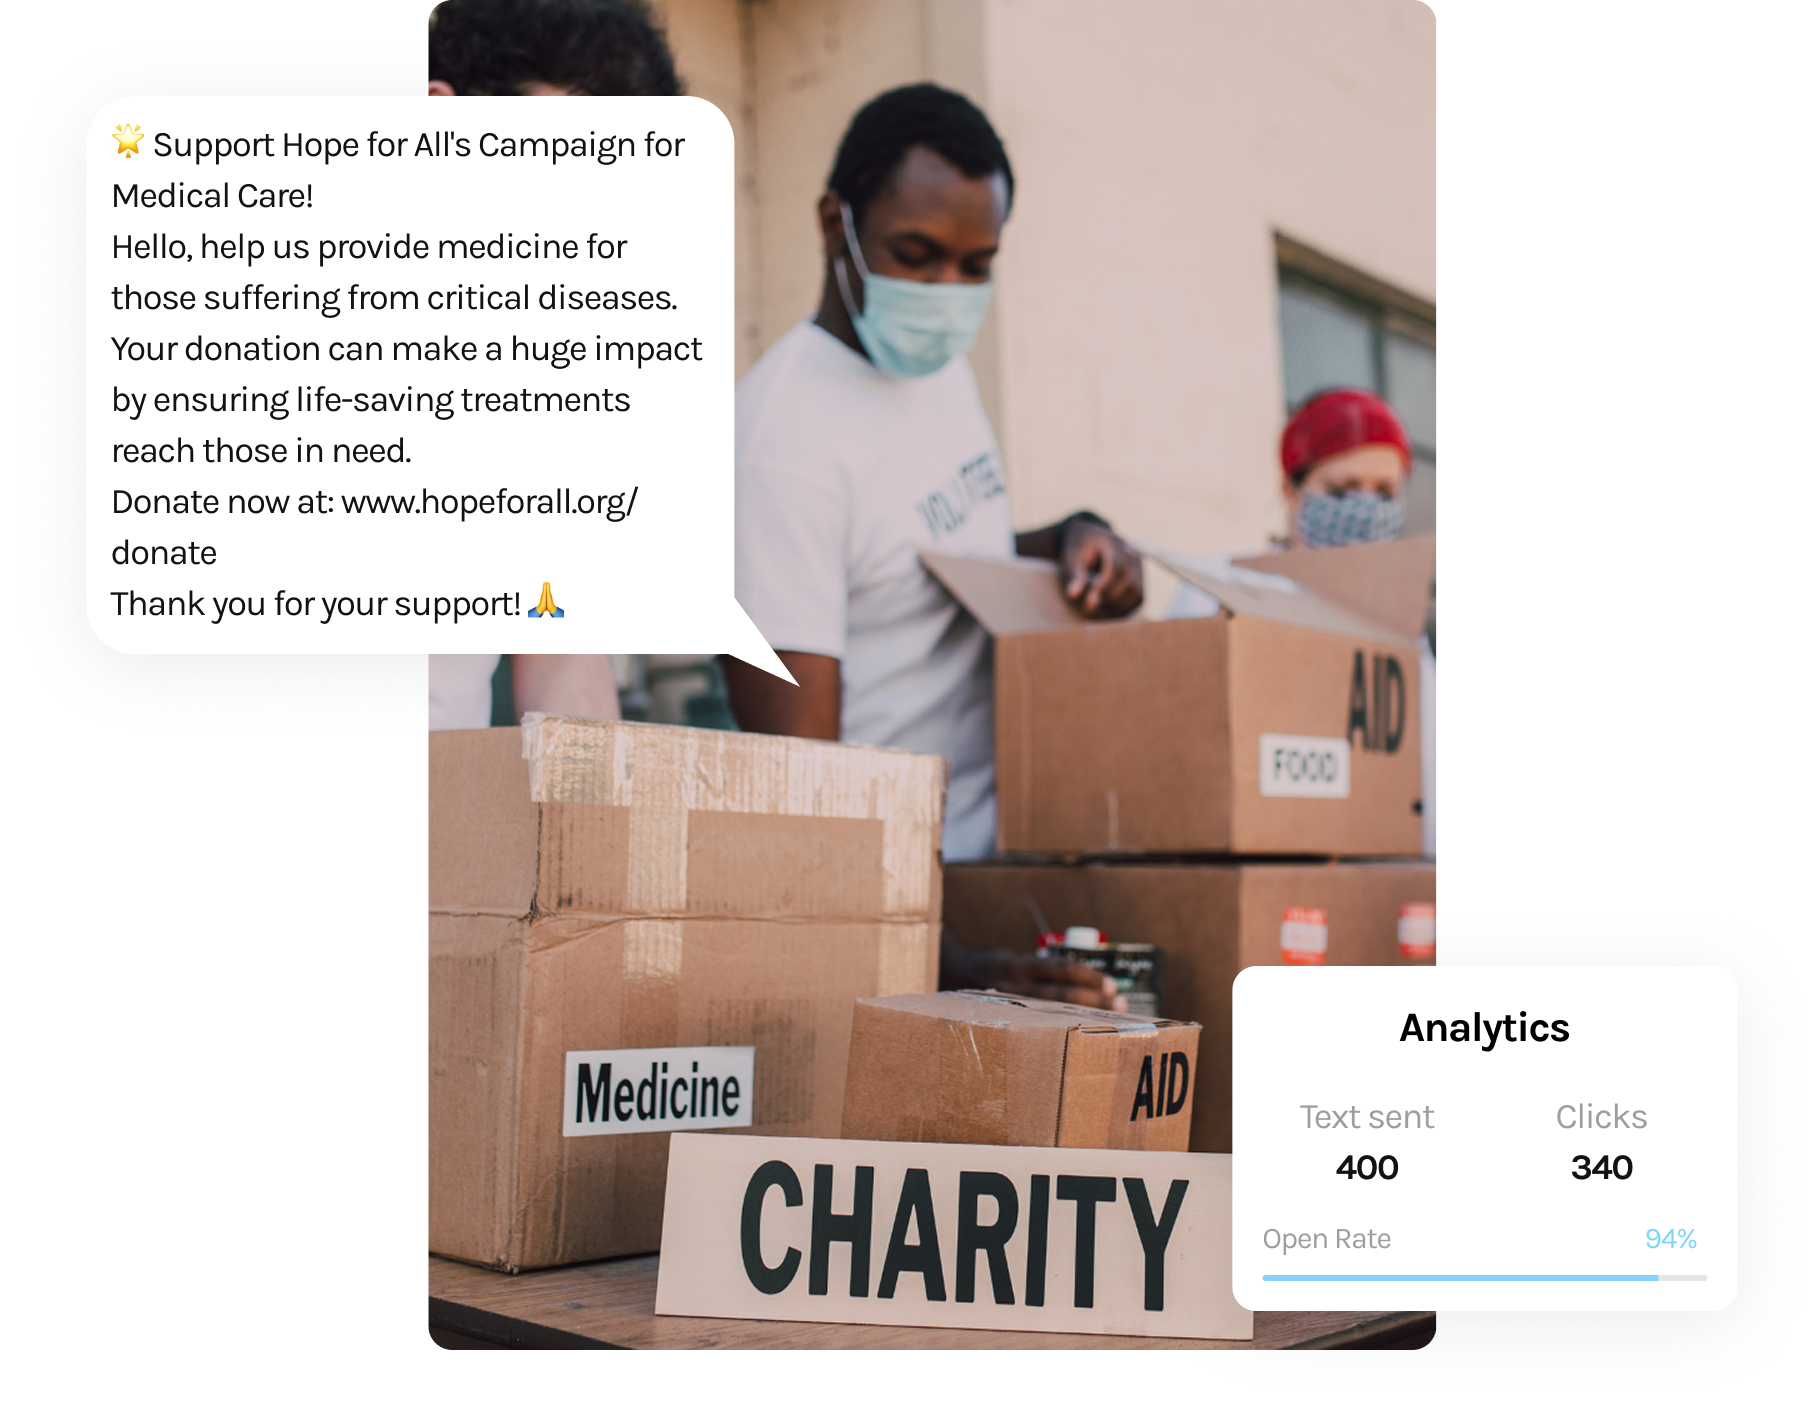 🌟 Support Hope for All's Campaign for
Medical Care!
Hello, help us provide medicine for
those suffering from critical diseases.
Your donation can make a huge impact
by ensuring life-saving treatments
reach those in need.
Donate now at: www.hopeforall.org/
donate
Thank you for your support! 🙏
VOLUNTEER
AID
FOOD
Medicine
AID
CHARITY
Analytics
Text sent
Clicks
400
340
Open Rate
94%